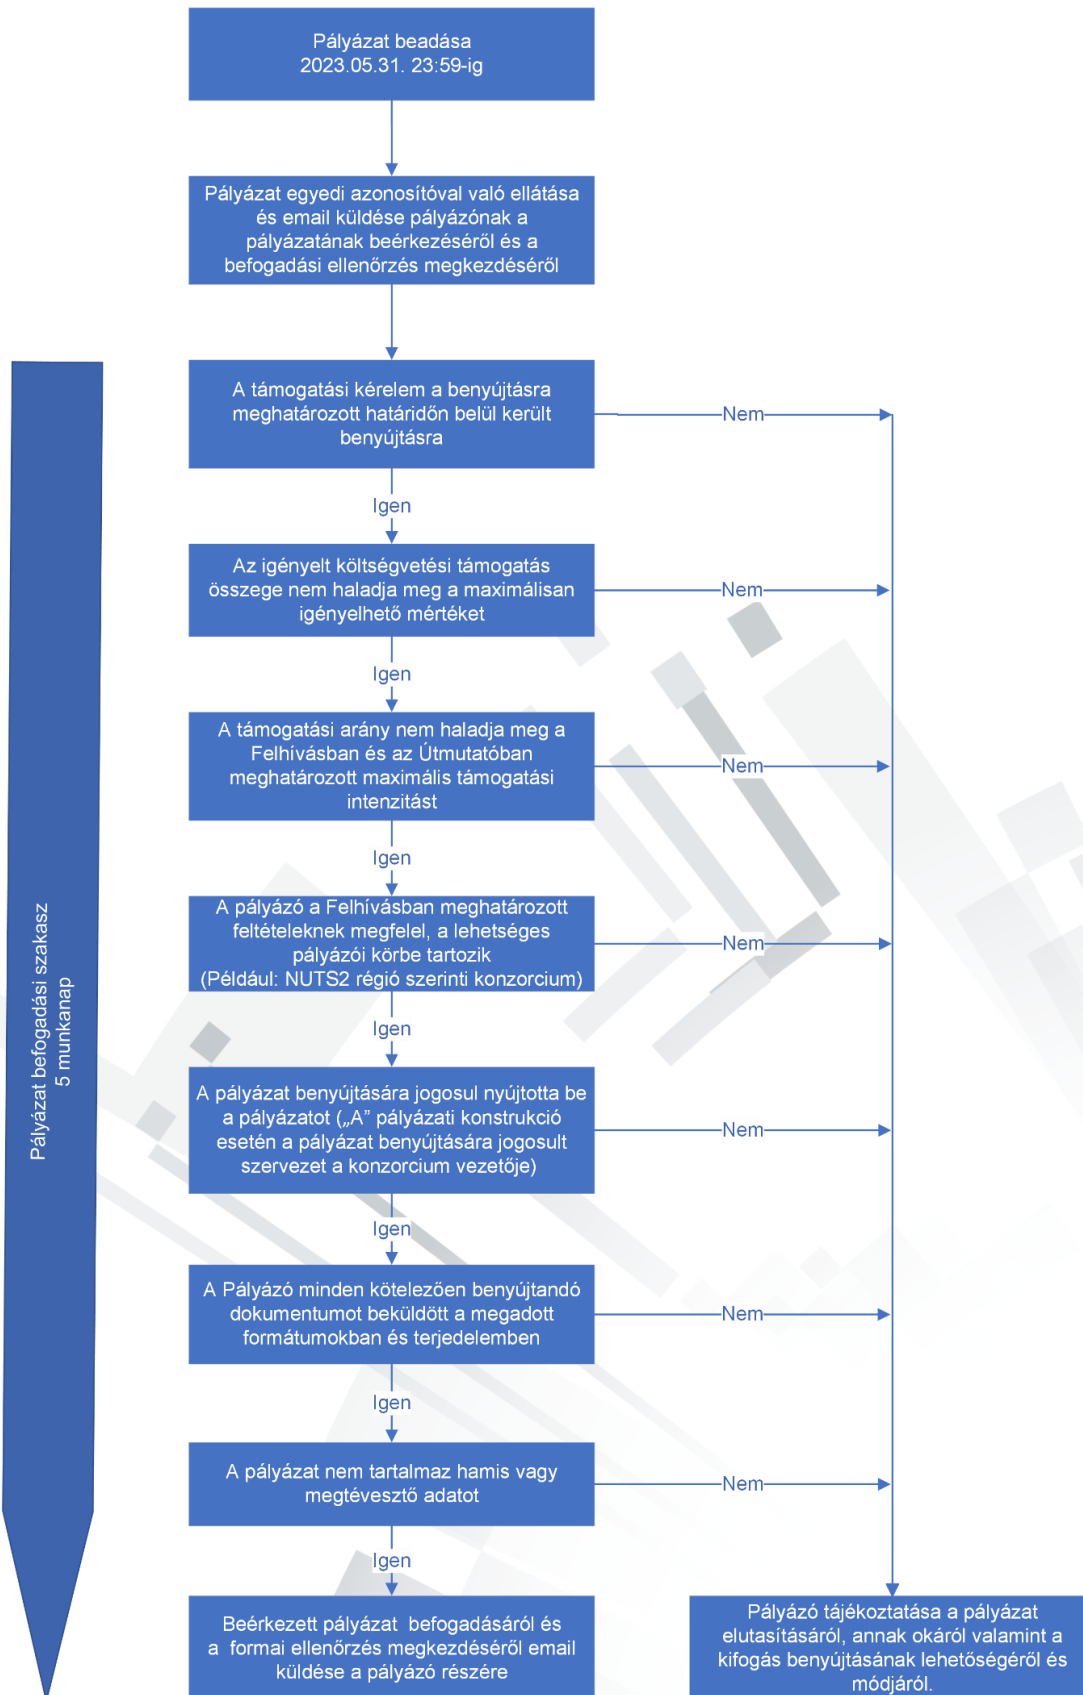 Pályázat beadása
2023.05.31. 23:59-ig
Pályázat egyedi azonosítóval való ellátása
és email küldése pályázónak a
pályázatának beérkezéséről és a
befogadási ellenőrzés megkezdéséről
A támogatási kérelem a benyújtásra
meghatározott határidőn belül került
benyújtásra
Nem
Igen
Az igényelt költségvetési támogatás
összege nem haladja meg a maximálisan
igényelhető mértéket
Nem
Igen
A támogatási arány nem haladja meg a
Felhívásban és az Útmutatóban
meghatározott maximális támogatási
intenzitást
Nem
Igen
A pályázó a Felhívásban meghatározott
feltételeknek megfelel, a lehetséges
pályázói körbe tartozik
(Például: NUTS2 régió szerinti konzorcium)
Nem
Igen
A pályázat benyújtására jogosul nyújtotta be
a pályázatot („A” pályázati konstrukció
esetén a pályázat benyújtására jogosult
szervezet a konzorcium vezetője)
Nem
Igen
A Pályázó minden kötelezően benyújtandó
dokumentumot beküldött a megadott
formátumokban és terjedelemben
Nem
Igen
A pályázat nem tartalmaz hamis vagy
megtévesztő adatot
Nem
Igen
Beérkezett pályázat befogadásáról és
a formai ellenőrzés megkezdéséről email
küldése a pályázó részére
Pályázó tájékoztatása a pályázat
elutasításáról, annak okáról valamint a
kifogás benyújtásának lehetőségéről és
módjáról.
Pályázat befogadási szakasz
5 munkanap